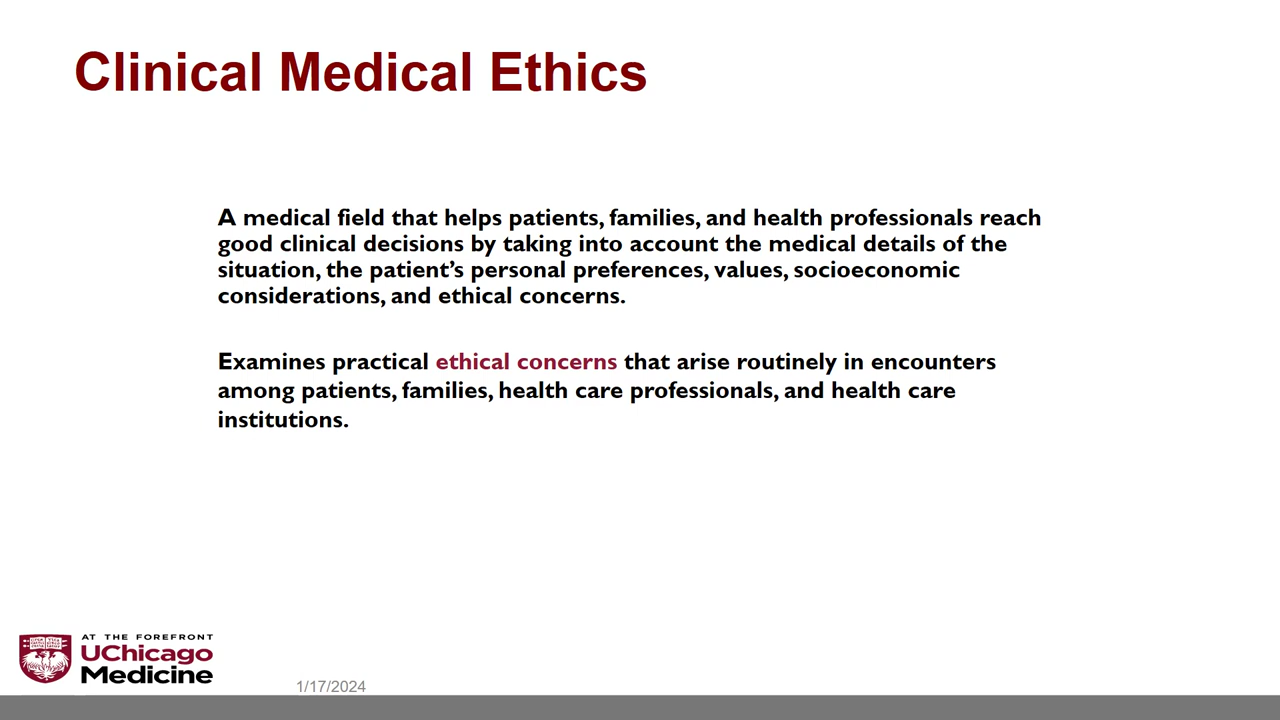 Clinical Medical Ethics
A medical field that helps patients, families, and health professionals reach
good clinical decisions by taking into account the medical details of the
situation, the patient’s personal preferences, values, socioeconomic
considerations, and ethical concerns.
Examines practical ethical concerns that arise routinely in encounters
among patients, families, health care professionals, and health care
institutions.
AT THE FOREFRONT
UChicago
Medicine
1/17/2024